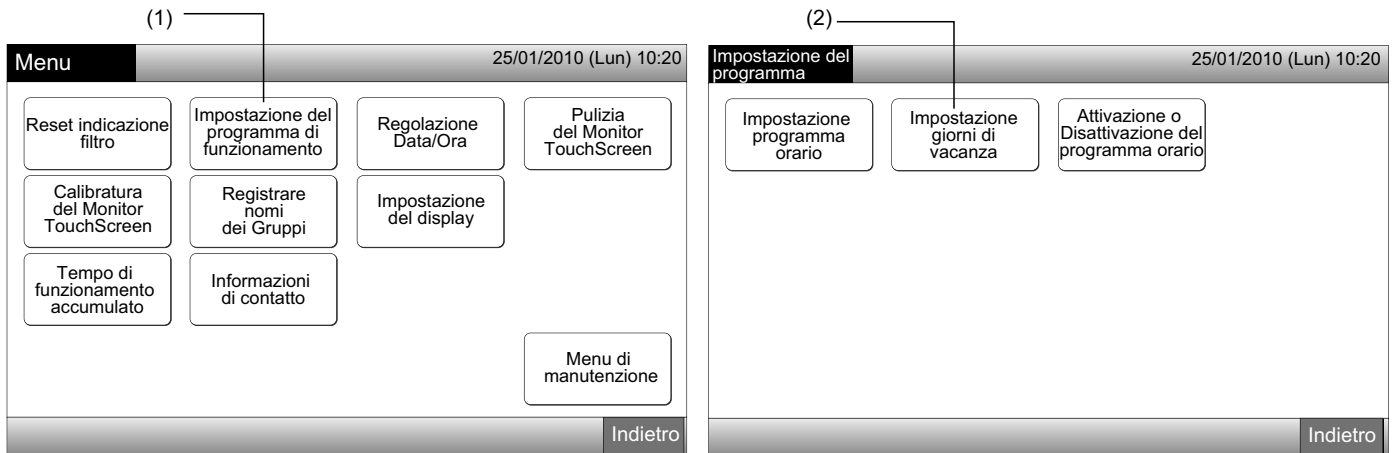 (1)
Menu
25/01/2010 (Lun) 10:20
Reset indicazione
filtro
Impostazione del
programma di
funzionamento
Regolazione
Data/Ora
Pulizia
del Monitor
TouchScreen
Calibratura
del Monitor
TouchScreen
Registrare
nomi
dei Gruppi
Impostazione
del display
Tempo di
funzionamento
accumulato
Informazioni
di contatto
Menu di
manutenzione
Indietro
(2)
Impostazione del
programma
25/01/2010 (Lun) 10:20
Impostazione
programma
orario
Impostazione
giorni di
vacanza
Attivazione o
Disattivazione del
programma orario
Indietro